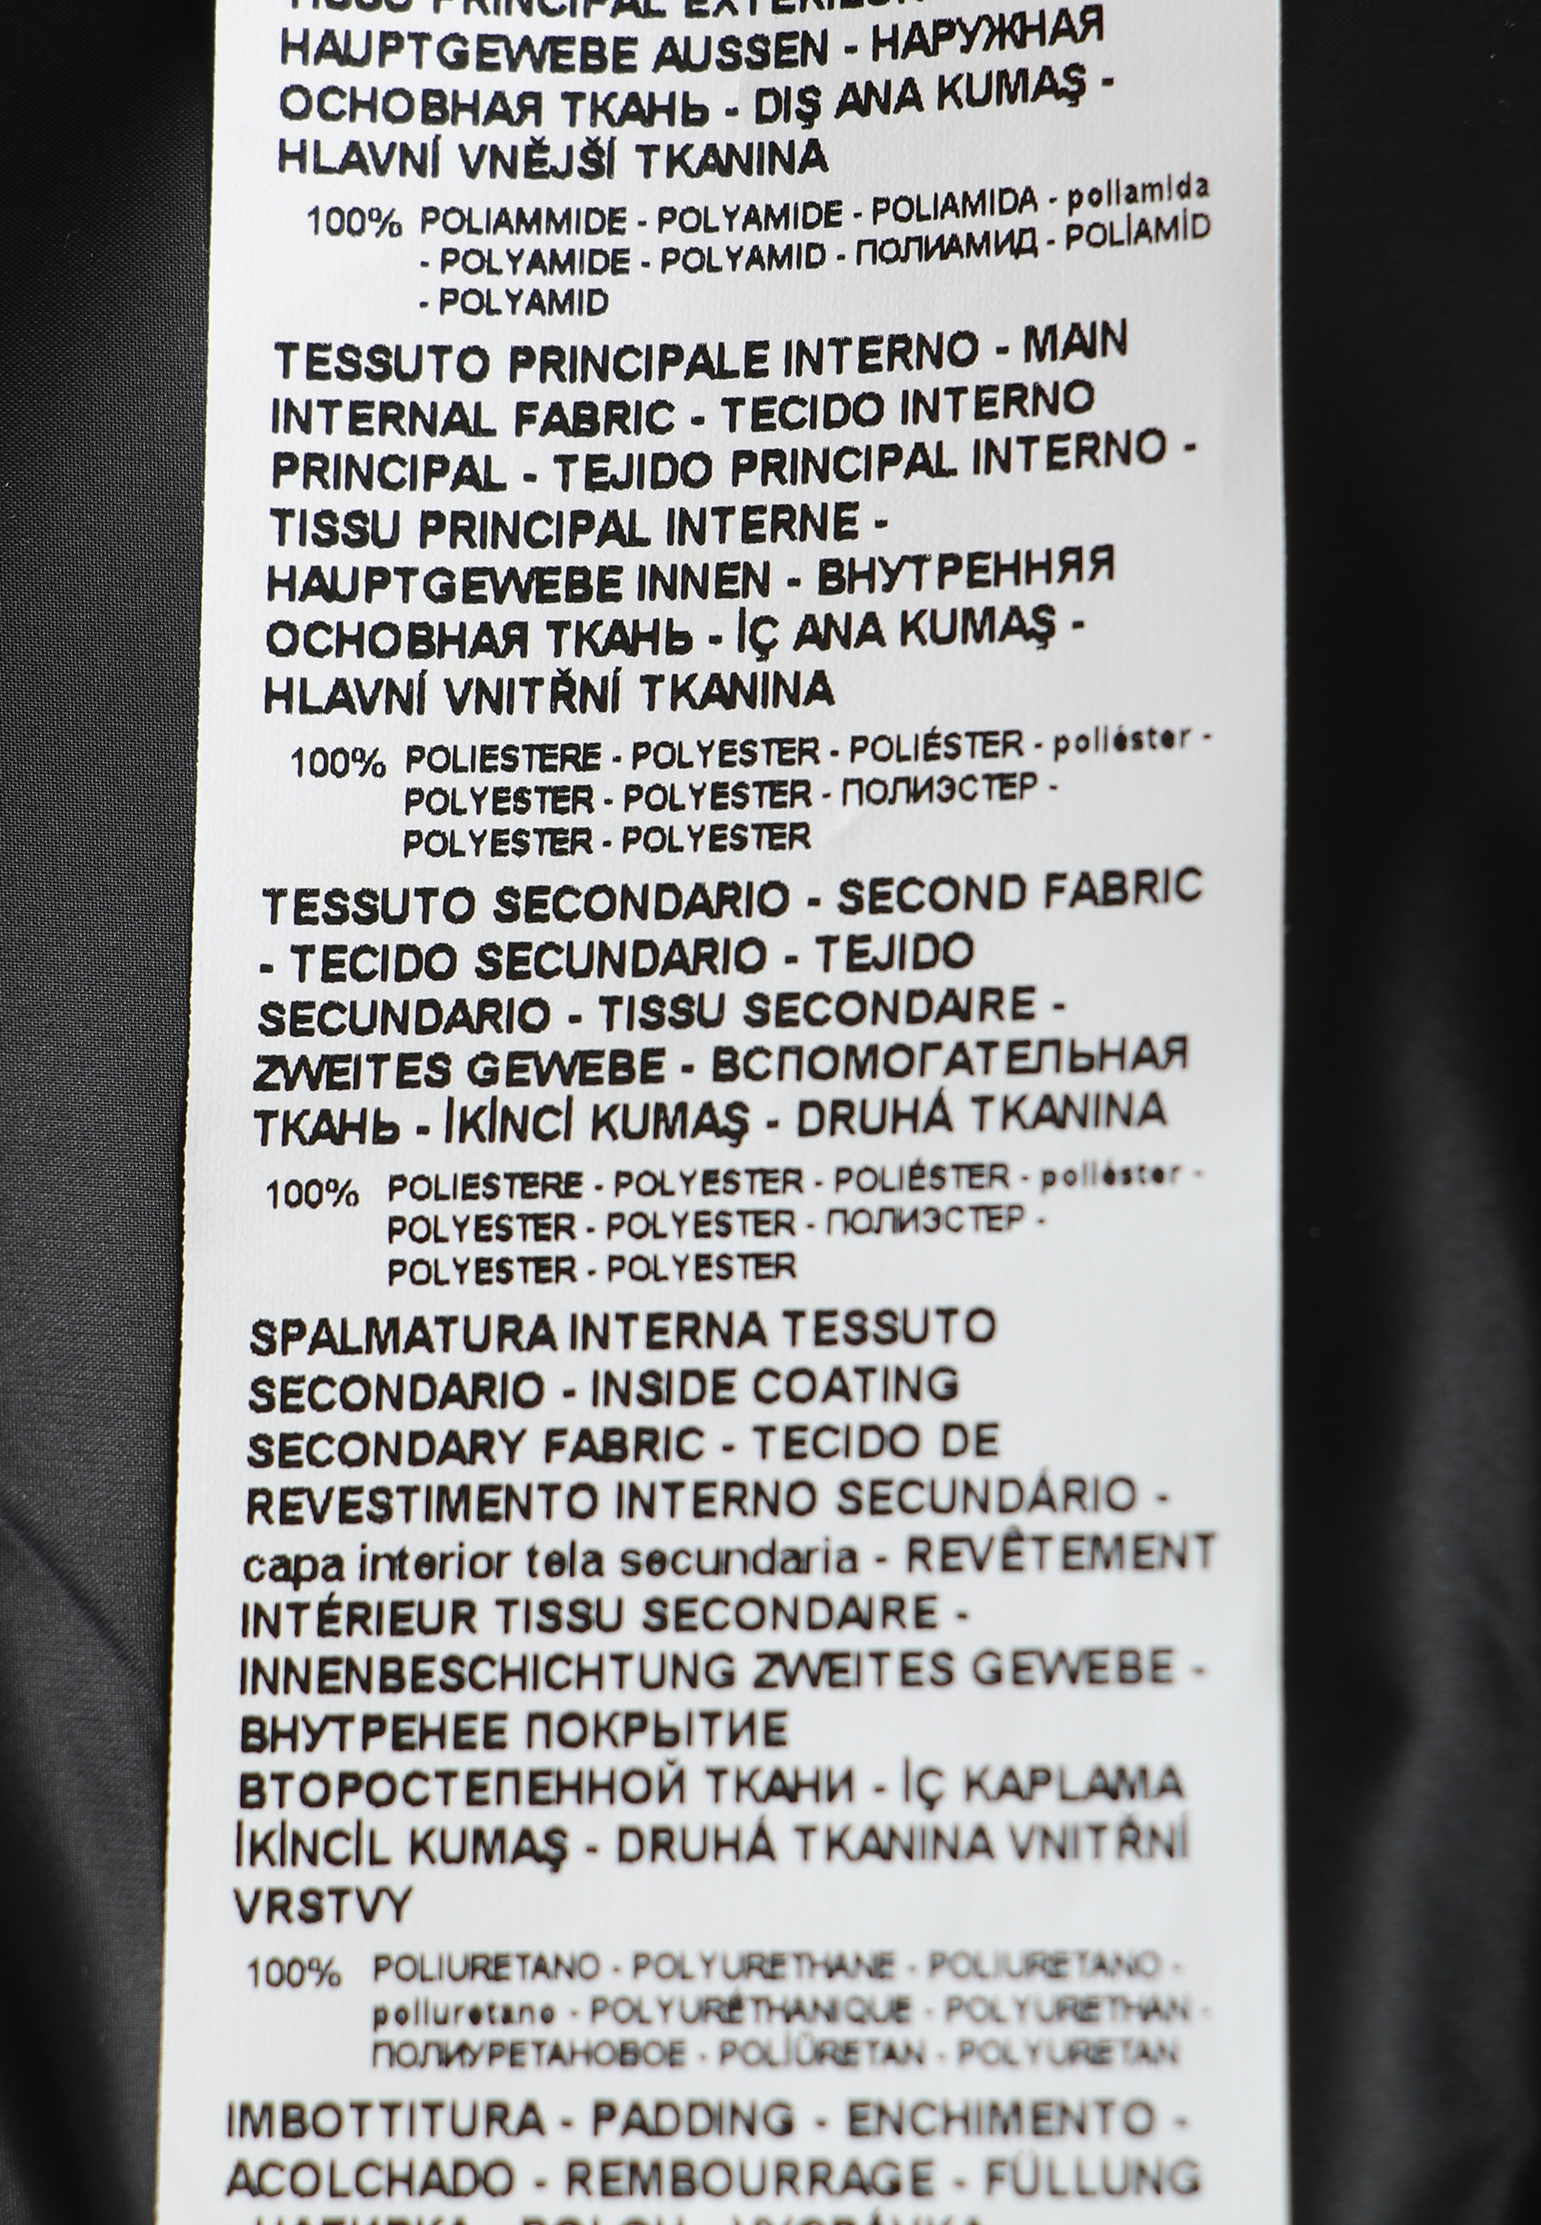 TISSU PRINCIPAL
HAUPTGEWEBE AUSSEN - НАРУЖНАЯ
ОСНОВНАЯ ТКАНЬ - DIŞ ANA KUMAŞ -
HLAVNÍ VNĚJŠÍ TKANINA
100% POLIAMMIDE - POLYAMIDE - POLIAMIDA - poliamida
- POLYAMIDE - POLYAMID - ПОЛИАМИД - POLİAMİD
- POLYAMID
TESSUTO PRINCIPALE INTERNO - MAIN
INTERNAL FABRIC - TECIDO INTERNO
PRINCIPAL - TEJIDO PRINCIPAL INTERNO -
TISSU PRINCIPAL INTERNE -
HAUPTGEWEBE INNEN - ВНУТРЕННЯЯ
ОСНОВНАЯ ТКАНЬ - İÇ ANA KUMAŞ -
HLAVNÍ VNITŘNÍ TKANINA
100% POLIESTERE - POLYESTER - POLIÉSTER - poliéster -
POLYESTER - POLYESTER - ПОЛИЭСТЕР -
POLYESTER - POLYESTER
TESSUTO SECONDARIO - SECOND FABRIC
- TECIDO SECUNDARIO - TEJIDO
SECUNDARIO - TISSU SECONDAIRE -
ZWEITES GEWEBE - ВСПОМОГАТЕЛЬНАЯ
ТКАНЬ - İKİNCİ KUMAŞ - DRUHÁ TKANINA
100% POLIESTERE - POLYESTER - POLIÉSTER - poliéster -
POLYESTER - POLYESTER - ПОЛИЭСТЕР -
POLYESTER - POLYESTER
SPALMATURA INTERNA TESSUTO
SECONDARIO - INSIDE COATING
SECONDARY FABRIC - TECIDO DE
REVESTIMENTO INTERNO SECUNDÁRIO -
capa interior tela secundaria - REVÊTEMENT
INTÉRIEUR TISSU SECONDAIRE -
INNENBESCHICHTUNG ZWEITES GEWEBE -
ВНУТРЕНЕЕ ПОКРЫТИЕ
ВТОРОСТЕПЕННОЙ ТКАНИ - İÇ KAPLAMA
İKİNCİL KUMAŞ - DRUHÁ TKANINA VNITŘNÍ
VRSTVY
100% POLIURETANO - POLYURETHANE - POLIURETANO -
poliuretano - POLYURÉTHANIQUE - POLYURETHAN -
ПОЛИУРЕТАНОВОЕ - POLİÜRETAN - POLYURETAN
IMBOTTITURA - PADDING - ENCHIMENTO -
ACOLCHADO - REMBOURRAGE - FÜLLUNG